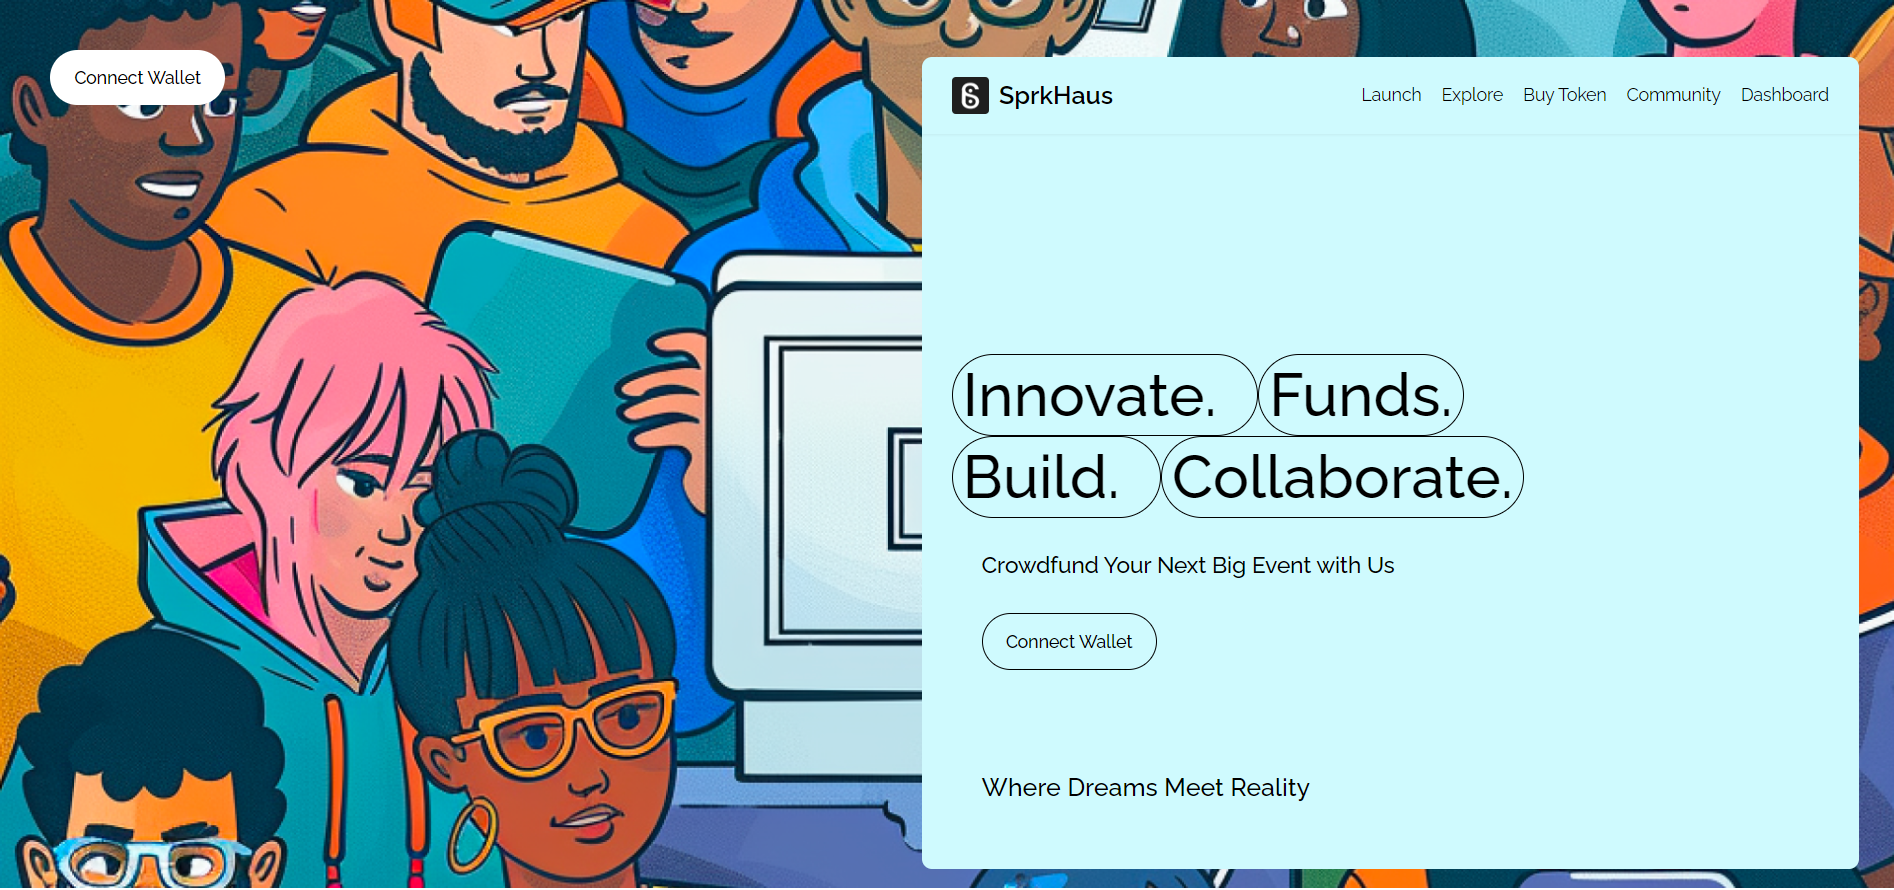 Connect Wallet
SprkHaus
Launch Explore Buy Token Community Dashboard
Innovate. Funds.
Build. Collaborate.
Crowdfund Your Next Big Event with Us
Connect Wallet
Where Dreams Meet Reality